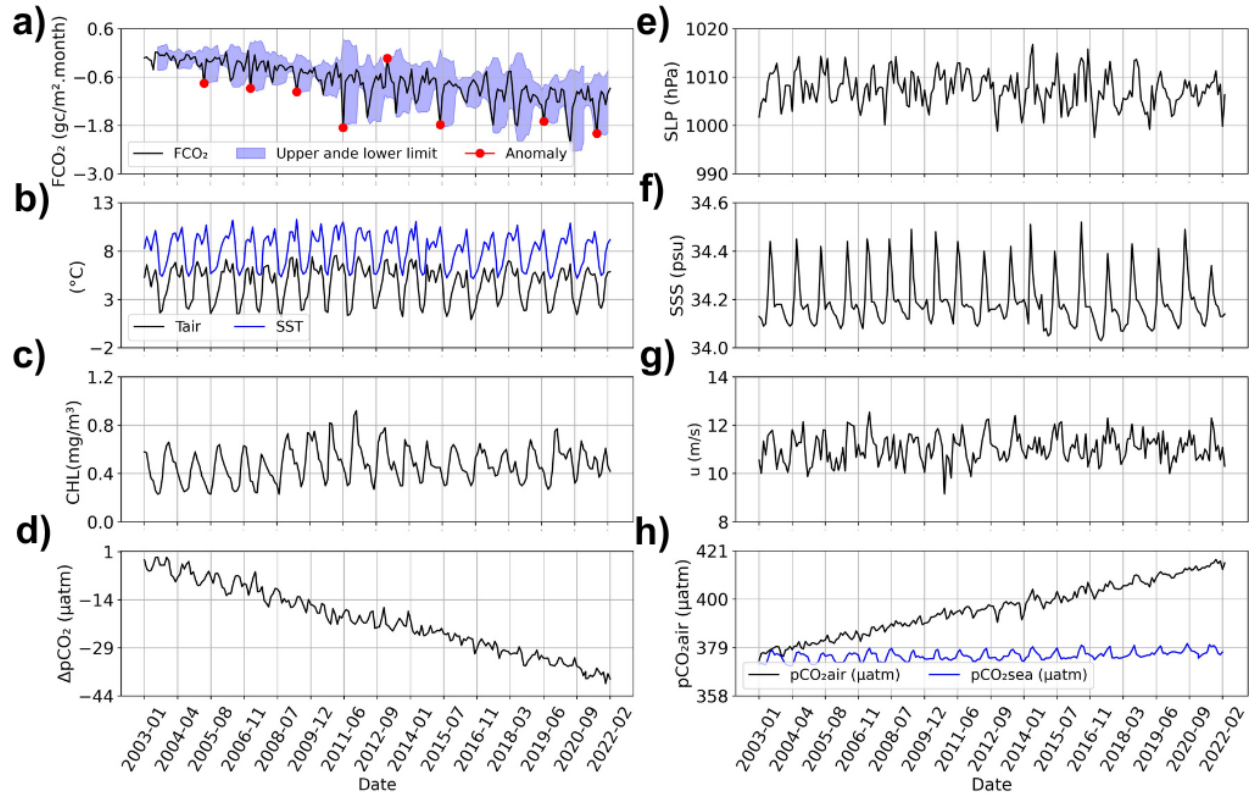 a)
0.6
−0.6
−1.8
−3.0
FCO₂ (gc/m².month)
FCO₂ Upper ande lower limit Anomaly
b)
13
8
3
−2
(°C)
Tair SST
c)
1.2
0.8
0.4
0.0
CHL(mg/m³)
d)
1
−14
−29
−44
ΔpCO₂ (µatm)
2003-01 2004-04 2005-08 2006-11 2008-07 2009-12 2011-06 2012-09 2014-01 2015-07 2016-11 2018-03 2019-06 2020-09 2022-02
Date
e)
1020
1010
1000
990
SLP (hPa)
f)
34.6
34.4
34.2
34.0
SSS (psu)
g)
14
12
10
8
u (m/s)
h)
421
400
379
358
pCO₂air (µatm)
pCO₂air (µatm) pCO₂sea (µatm)
2003-01 2004-04 2005-08 2006-11 2008-07 2009-12 2011-06 2012-09 2014-01 2015-07 2016-11 2018-03 2019-06 2020-09 2022-02
Date